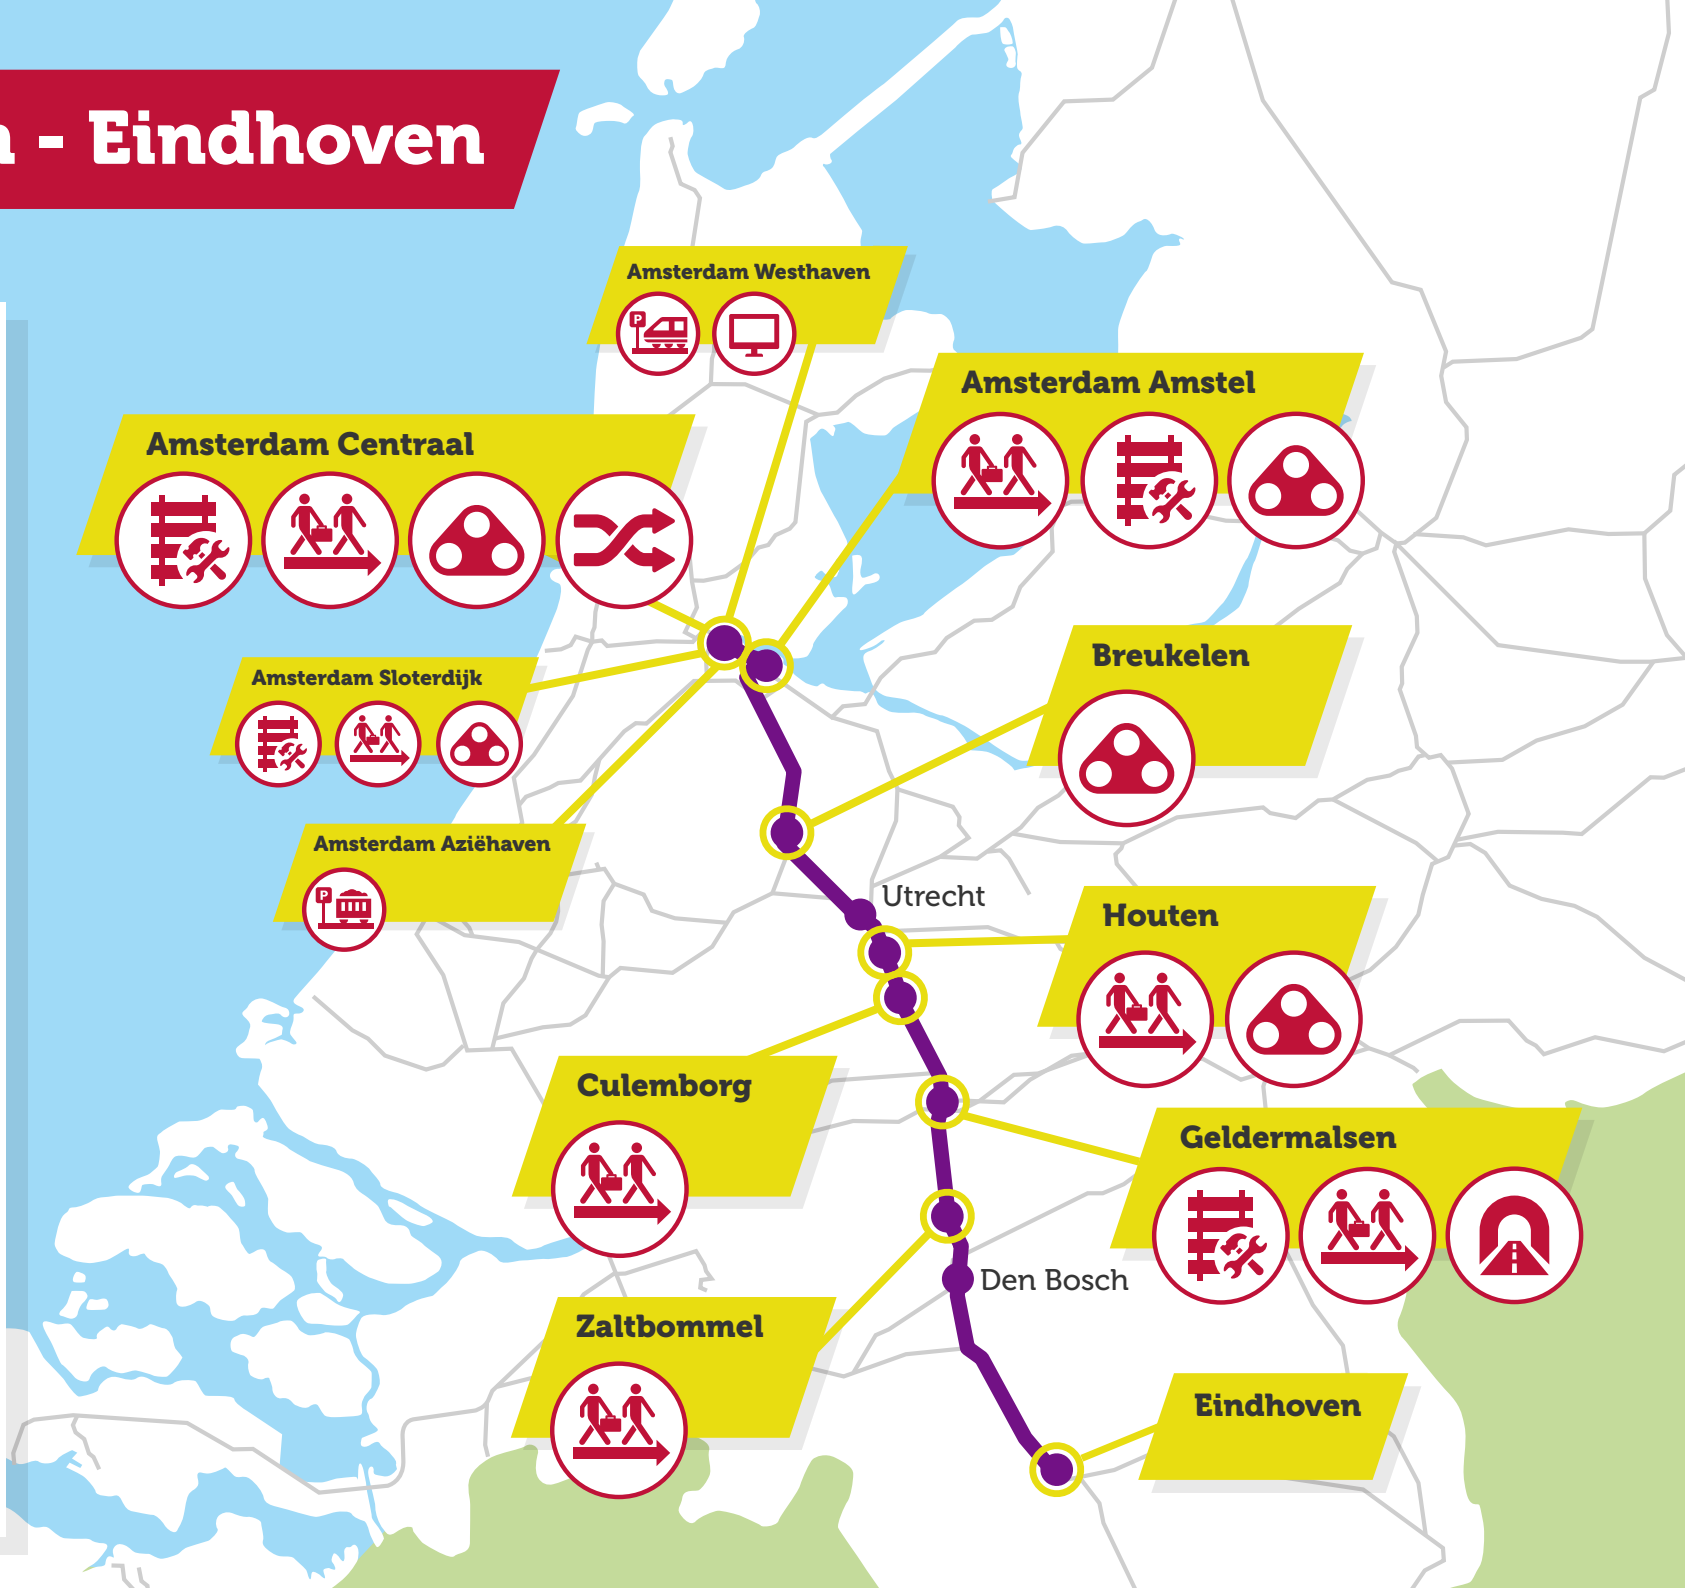 - Eindhoven
Amsterdam Westhaven
P
Amsterdam Amstel
Amsterdam Centraal
Amsterdam Sloterdijk
Breukelen
Amsterdam Aziëhaven
P
Utrecht
Houten
Culemborg
Geldermalsen
Den Bosch
Zaltbommel
Eindhoven